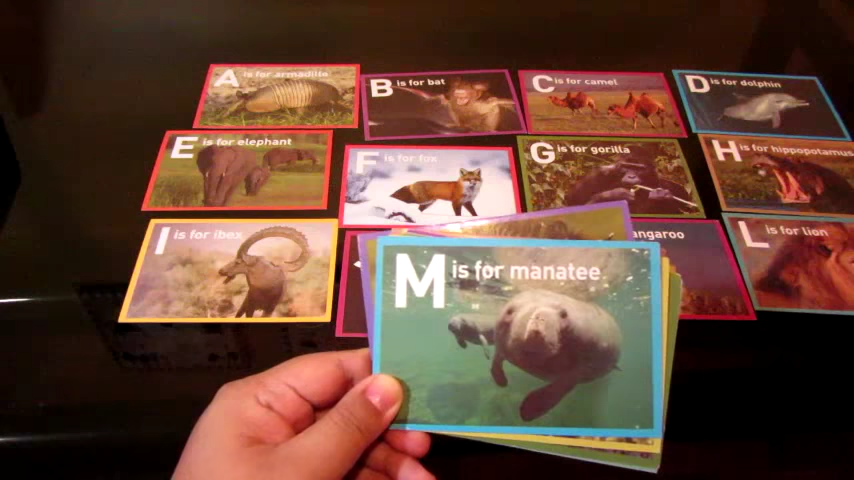 A is for armadillo
B is for bat
C is for camel
D is for dolphin
E is for elephant
F is for fox
G is for gorilla
H is for hippopotamus
I is for ibex
angaroo
L is for lion
M is for manatee